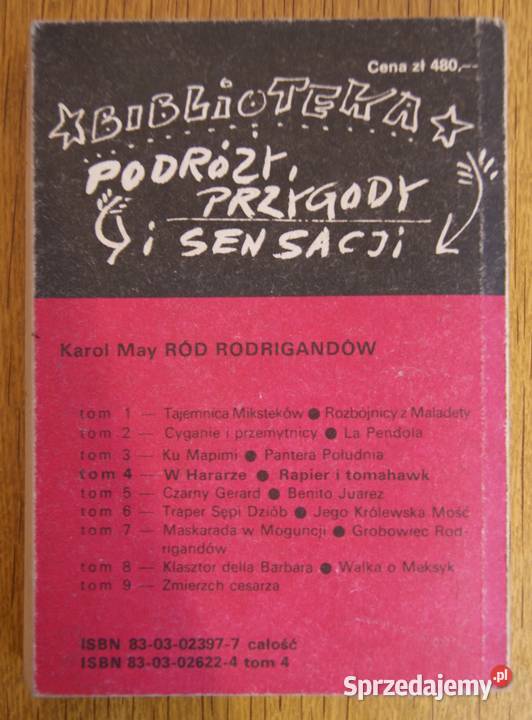 Cena zł 480,--
BIBLIOTEKA
PODRÓŻY,
PRZYGODY
i SENSACJI
Karol May RÓD RODRIGANDÓW
tom 1 — Tajemnica Miksteków ● Rozbójnicy z Maladety
tom 2 — Cyganie i przemytnicy ● La Pendola
tom 3 — Ku Mapimi ● Pantera Południa
tom 4 — W Hararze ● Rapier i tomahawk
tom 5 — Czarny Gerard ● Benito Juarez
tom 6 — Traper Sępi Dziób ● Jego Królewska Mość
tom 7 — Maskarada w Moguncji ● Grobowiec Rod-
rigandów
tom 8 — Klasztor della Barbara ● Walka o Meksyk
tom 9 — Zmierzch cesarza
ISBN 83-03-02397-7 całość
ISBN 83-03-02622-4 tom 4
Sprzedajemy.pl